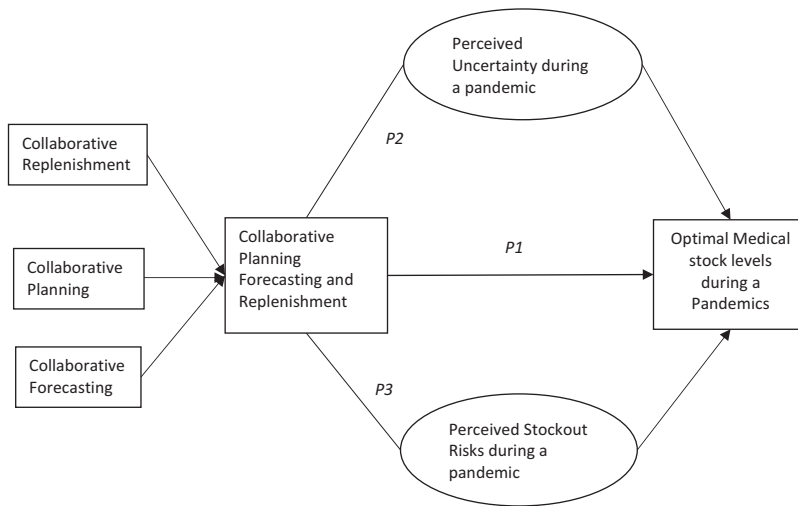 Perceived
Uncertainty during
a pandemic
P2
Collaborative
Replenishment
Collaborative
Planning
Collaborative
Forecasting
Collaborative
Planning
Forecasting and
Replenishment
P1
Optimal Medical
stock levels
during a
Pandemics
P3
Perceived Stockout
Risks during a
pandemic